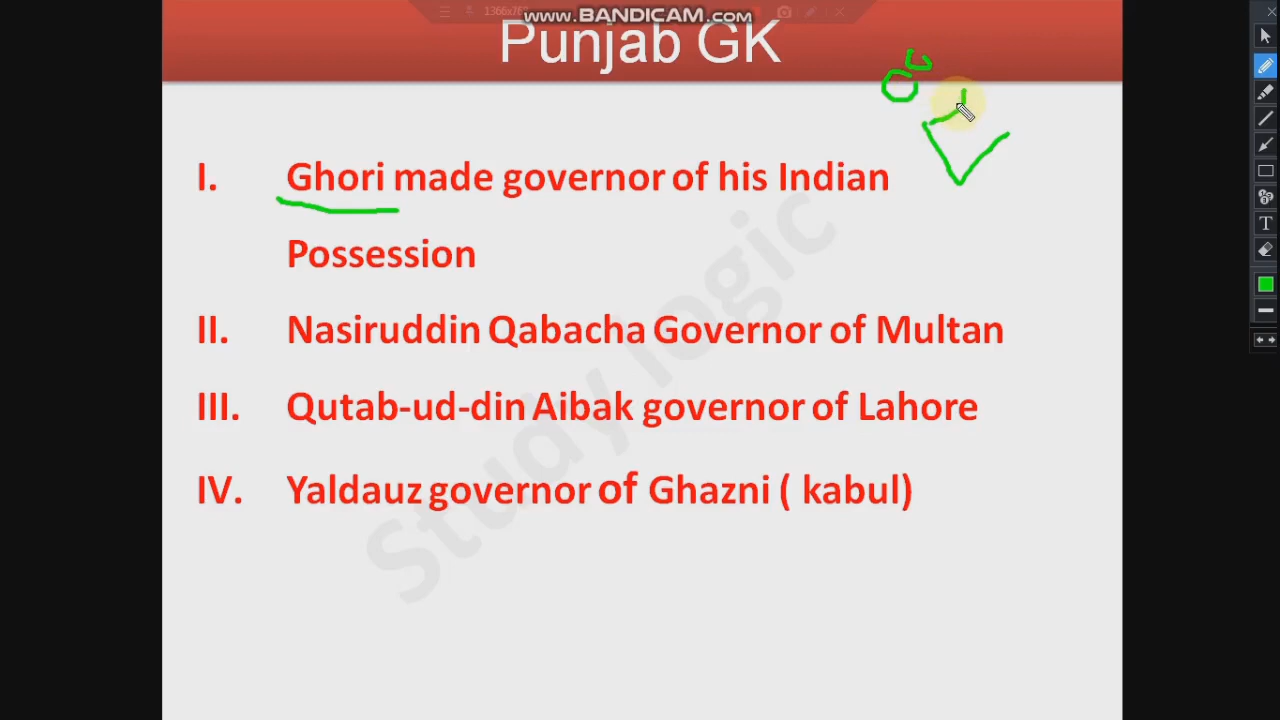 1366x76
www.BANDICAM.com
Punjab GK
I. Ghori made governor of his Indian
Possession
II. Nasiruddin Qabacha Governor of Multan
III. Qutab-ud-din Aibak governor of Lahore
IV. Yaldauz governor of Ghazni ( kabul)
Study logic
T